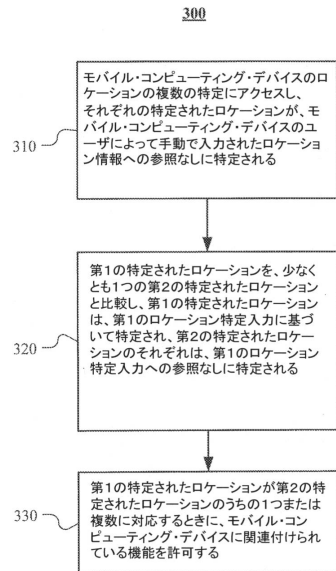 300
モバイル・コンピューティング・デバイスのロ
ケーションの複数の特定にアクセスし、
それぞれの特定されたロケーションが、モ
バイル・コンピューティング・デバイスのユ
ーザによって手動で入力されたロケーショ
ン情報への参照なしに特定される
310
第1の特定されたロケーションを、少なく
とも1つの第2の特定されたロケーション
と比較し、第1の特定されたロケーション
は、第1のロケーション特定入力に基づ
いて特定され、第2の特定されたロケー
ションのそれぞれは、第1のロケーション
特定入力への参照なしに特定される
320
第1の特定されたロケーションが第2の特
定されたロケーションのうちの1つまたは
複数に対応するときに、モバイル・コン
ピューティング・デバイスに関連付けられ
ている機能を許可する
330